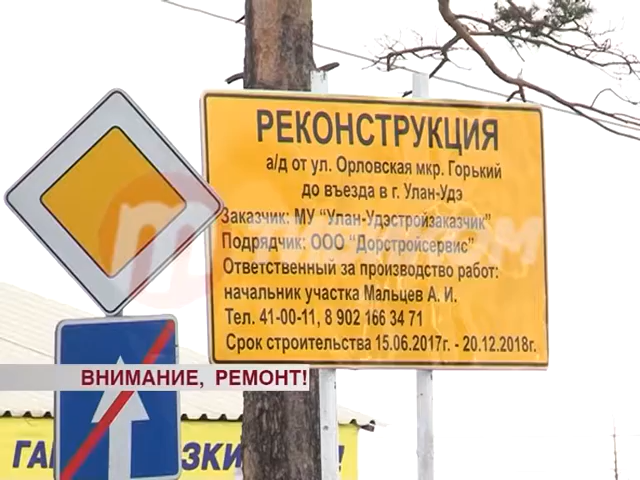 РЕКОНСТРУКЦИЯ
а/д от ул. Орловская мкр. Горький
до въезда в г. Улан-Удэ
Заказчик: МУ "Улан-Удэстройзаказчик"
Подрядчик: ООО "Дорстройсервис"
Ответственный за производство работ:
начальник участка Мальцев А. И.
Тел. 41-00-11, 8 902 166 34 71
Срок строительства 15.06.2017г. - 20.12.2018г.
ВНИМАНИЕ, РЕМОНТ!